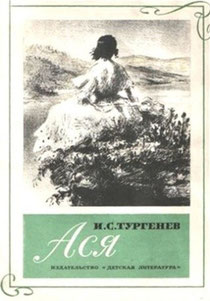 И.С.ТУРГЕНЕВ
Ася
ИЗДАТЕЛЬСТВО «ДЕТСКАЯ ЛИТЕРАТУРА»